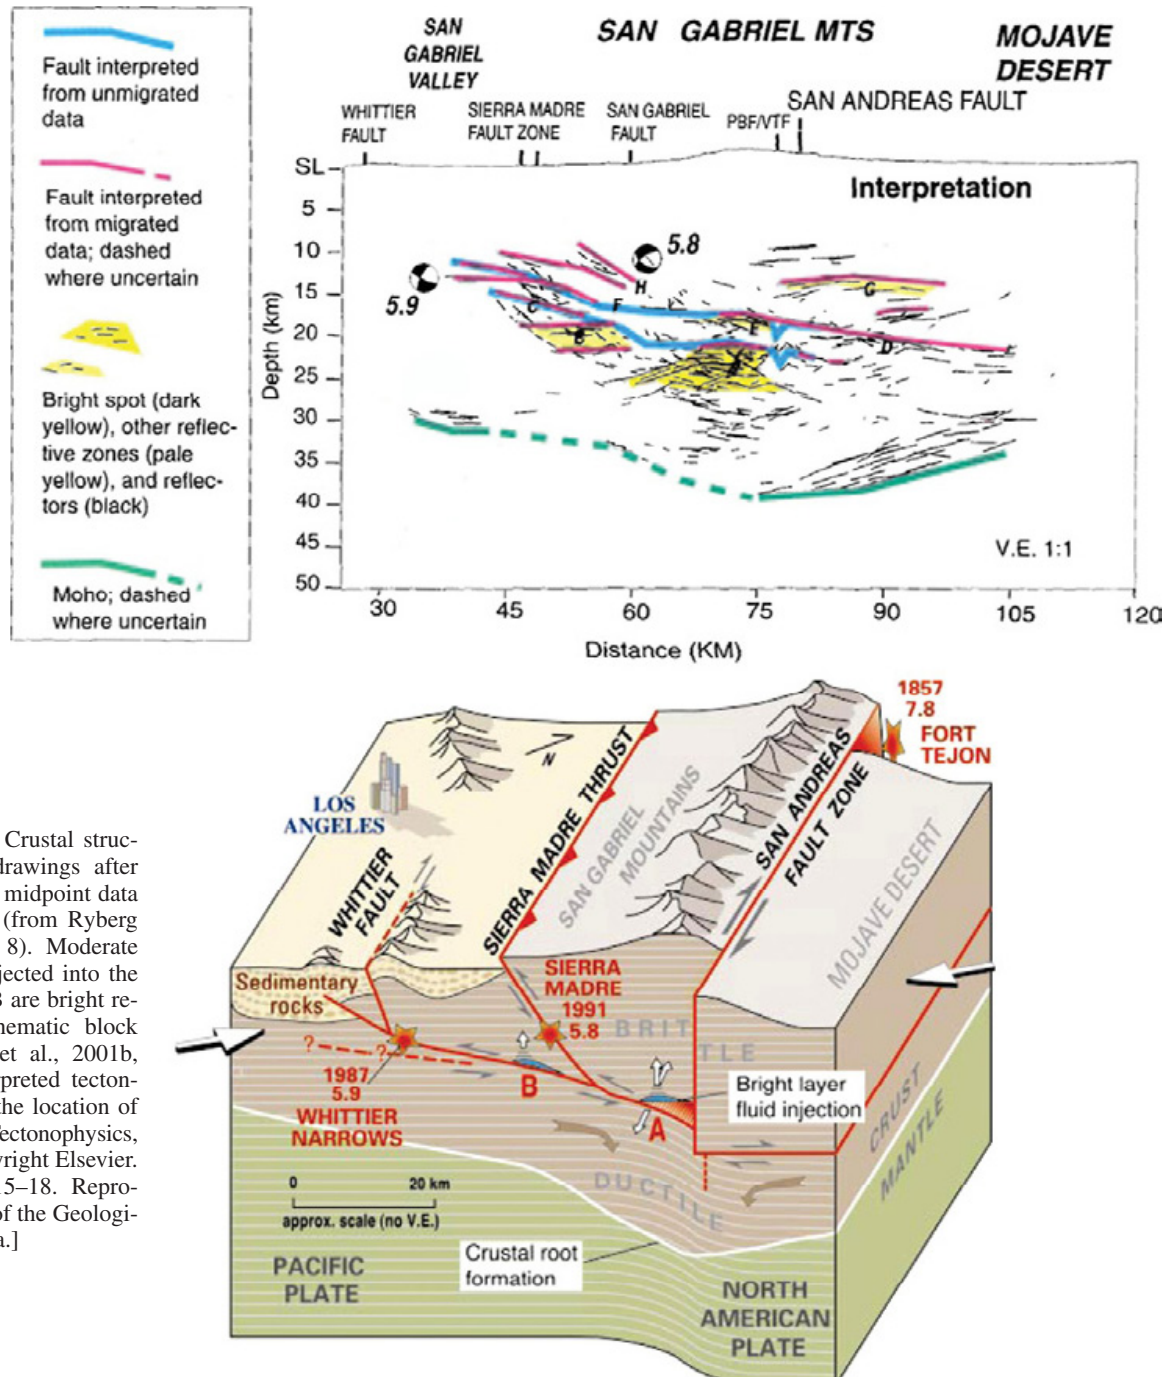 Fault interpreted
from unmigrated
data
Fault interpreted
from migrated
data; dashed
where uncertain
Bright spot (dark
yellow), other reflec-
tive zones (pale
yellow), and reflec-
tors (black)
Moho; dashed
where uncertain
SAN
GABRIEL
VALLEY
SAN GABRIEL MTS
MOJAVE
DESERT
WHITTIER
FAULT
SIERRA MADRE
FAULT ZONE
SAN GABRIEL
FAULT
PBF/VTF
SAN ANDREAS FAULT
Interpretation
SL
5
10
15
20
25
30
35
40
45
50
Depth (km)
5.9
5.8
H
C
F
G
B
E
D
A
V.E. 1:1
30
45
60
75
90
105
120
Distance (KM)
Crustal struc-
drawings after
midpoint data
(from Ryberg
8). Moderate
jected into the
B are bright re-
hematic block
et al., 2001b,
rpreted tecton-
the location of
Tectonophysics,
yright Elsevier.
15–18. Repro-
of the Geologi-
a.]
1857
7.8
FORT
TEJON
N
LOS
ANGELES
WHITTIER
FAULT
SIERRA MADRE THRUST
SAN GABRIEL
MOUNTAINS
SAN ANDREAS
FAULT ZONE
MOJAVE DESERT
Sedimentary
rocks
SIERRA
MADRE
1991
5.8
BRITTLE
?
?
1987
5.9
WHITTIER
NARROWS
B
A
Bright layer
fluid injection
CRUST
MANTLE
DUCTILE
0 20 km
approx. scale (no V.E.)
Crustal root
formation
PACIFIC
PLATE
NORTH
AMERICAN
PLATE